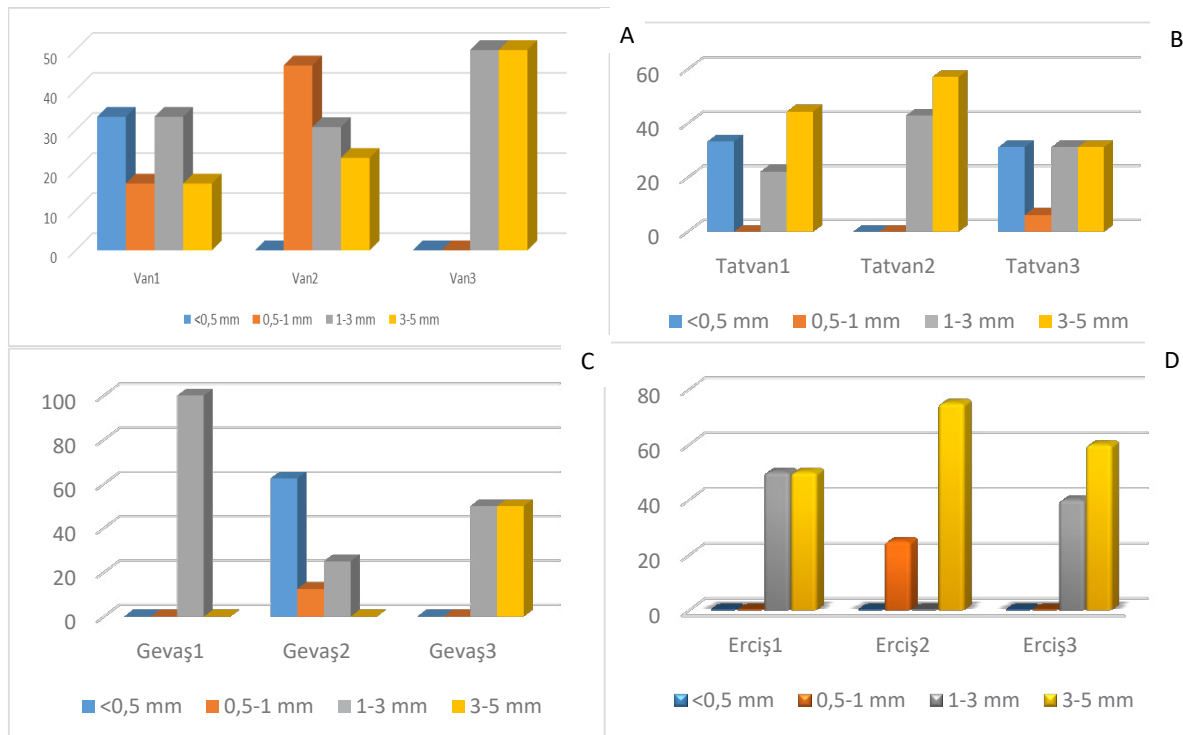 A
50
40
30
20
10
0
Van1 Van2 Van3
<0,5 mm 0,5-1 mm 1-3 mm 3-5 mm
B
60
40
20
0
Tatvan1 Tatvan2 Tatvan3
<0,5 mm 0,5-1 mm 1-3 mm 3-5 mm
C
100
80
60
40
20
0
Gevaş1 Gevaş2 Gevaş3
<0,5 mm 0,5-1 mm 1-3 mm 3-5 mm
D
80
60
40
20
0
Erciş1 Erciş2 Erciş3
<0,5 mm 0,5-1 mm 1-3 mm 3-5 mm